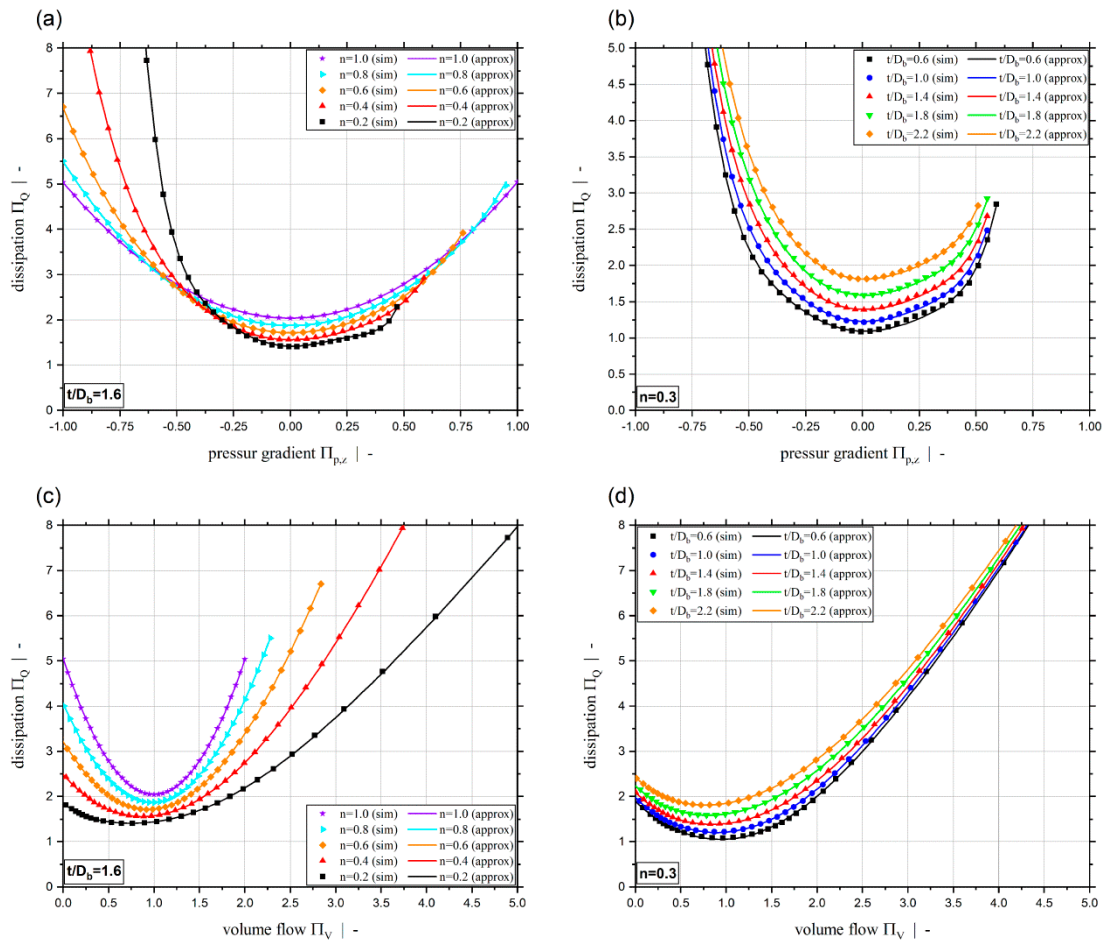 (a)
8
7
6
5
4
3
2
1
0
dissipation Π_Q | -
n=1.0 (sim) n=1.0 (approx)
n=0.8 (sim) n=0.8 (approx)
n=0.6 (sim) n=0.6 (approx)
n=0.4 (sim) n=0.4 (approx)
n=0.2 (sim) n=0.2 (approx)
t/D_b=1.6
-1.00 -0.75 -0.50 -0.25 0.00 0.25 0.50 0.75 1.00
pressur gradient Π_p,z | -
(b)
5.0
4.5
4.0
3.5
3.0
2.5
2.0
1.5
1.0
0.5
0.0
dissipation Π_Q | -
t/D_b=0.6 (sim) t/D_b=0.6 (approx)
t/D_b=1.0 (sim) t/D_b=1.0 (approx)
t/D_b=1.4 (sim) t/D_b=1.4 (approx)
t/D_b=1.8 (sim) t/D_b=1.8 (approx)
t/D_b=2.2 (sim) t/D_b=2.2 (approx)
n=0.3
-1.00 -0.75 -0.50 -0.25 0.00 0.25 0.50 0.75 1.00
pressur gradient Π_p,z | -
(c)
8
7
6
5
4
3
2
1
0
dissipation Π_Q | -
n=1.0 (sim) n=1.0 (approx)
n=0.8 (sim) n=0.8 (approx)
n=0.6 (sim) n=0.6 (approx)
n=0.4 (sim) n=0.4 (approx)
n=0.2 (sim) n=0.2 (approx)
t/D_b=1.6
0.0 0.5 1.0 1.5 2.0 2.5 3.0 3.5 4.0 4.5 5.0
volume flow Π_V | -
(d)
8
7
6
5
4
3
2
1
0
dissipation Π_Q | -
t/D_b=0.6 (sim) t/D_b=0.6 (approx)
t/D_b=1.0 (sim) t/D_b=1.0 (approx)
t/D_b=1.4 (sim) t/D_b=1.4 (approx)
t/D_b=1.8 (sim) t/D_b=1.8 (approx)
t/D_b=2.2 (sim) t/D_b=2.2 (approx)
n=0.3
0.0 0.5 1.0 1.5 2.0 2.5 3.0 3.5 4.0 4.5 5.0
volume flow Π_V | -